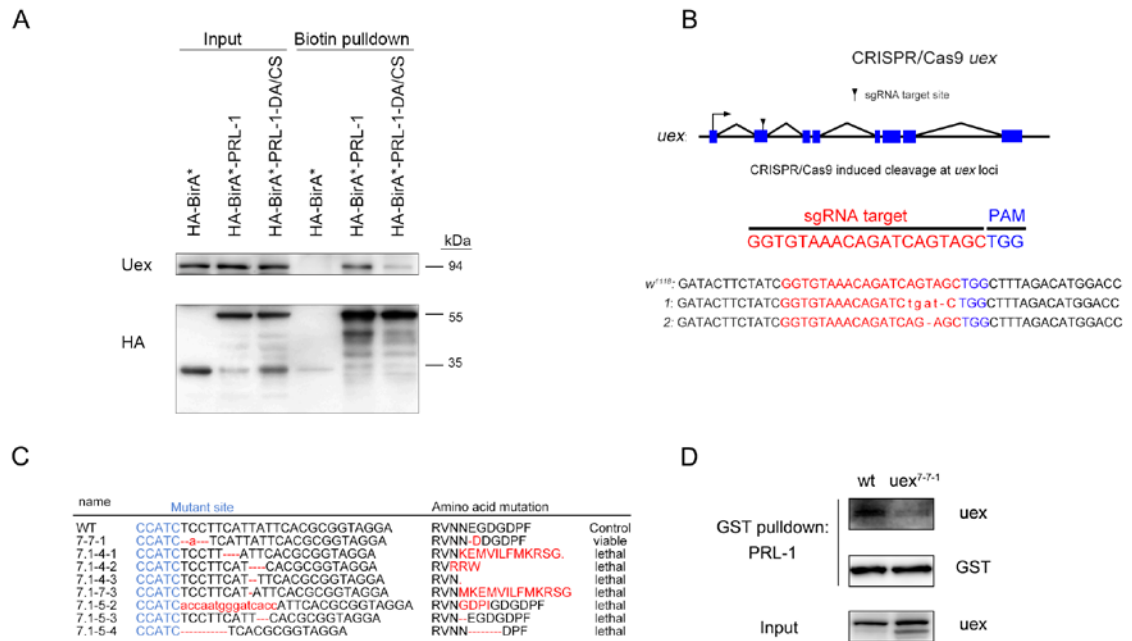 A
Input Biotin pulldown
HA-BirA*
HA-BirA*-PRL-1
HA-BirA*-PRL-1-DA/CS
HA-BirA*
HA-BirA*-PRL-1
HA-BirA*-PRL-1-DA/CS
kDa
Uex 94
HA 55
35
B
CRISPR/Cas9 uex
sgRNA target site
uex:
CRISPR/Cas9 induced cleavage at uex loci
sgRNA target PAM
GGTGTAAACAGATCAGTAGCTGG
w1118: GATACTTCTATCGGTGTAAACAGATCAGTAGCTGGCTTTAGACATGGACC
1: GATACTTCTATCGGTGTAAACAGATCtgat-CTGGCTTTAGACATGGACC
2: GATACTTCTATCGGTGTAAACAGATCAG-AGCTGGCTTTAGACATGGACC
C
name Mutant site Amino acid mutation
WT CCATCTCCTTCATTATTCACGCGGTAGGA RVNNEGDGDPF Control
7-7-1 CCATC--a---TCATTATTCACGCGGTAGGA RVNN-DDGDPF viable
7.1-4-1 CCATCTCCTT----ATTCACGCGGTAGGA RVNNKEMVILFMKRSG. lethal
7.1-4-2 CCATCTCCTTCATT----CACGCGGTAGGA RVRRW lethal
7.1-4-3 CCATCTCCTTCAT--TTCACGCGGTAGGA RVN. lethal
7.1-7-3 CCATCTCCTTCAT-ATTCACGCGGTAGGA RVNNMKEMVILFMKRSG lethal
7.1-5-2 CCATCaccaatgggatcaccATTCACGCGGTAGGA RVNGDPIGDGDPF lethal
7.1-5-3 CCATCTCCTTCATT---CACGCGGTAGGA RVNN--EGDGDPF lethal
7.1-5-4 CCATC-----------TCACGCGGTAGGA RVNN--------DPF lethal
D
wt uex7-7-1
GST pulldown:
PRL-1
uex
GST
Input uex